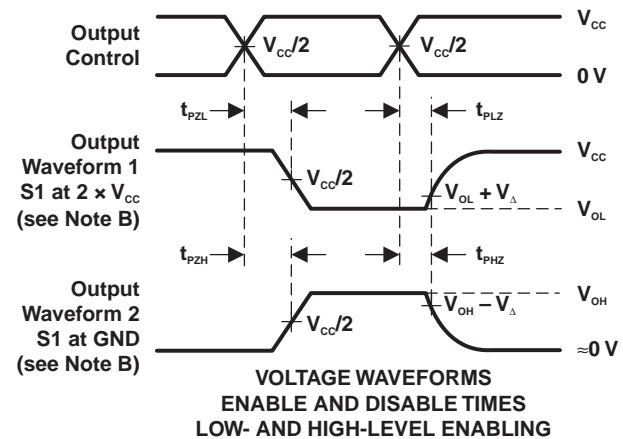 Output
Control
V_CC/2
V_CC/2
V_CC
0 V
t_PZL
t_PLZ
Output
Waveform 1
S1 at 2 × V_CC
(see Note B)
V_CC/2
V_OL + V_Δ
V_CC
V_OL
t_PZH
t_PHZ
Output
Waveform 2
S1 at GND
(see Note B)
V_CC/2
V_OH – V_Δ
V_OH
≈0 V
VOLTAGE WAVEFORMS
ENABLE AND DISABLE TIMES
LOW- AND HIGH-LEVEL ENABLING